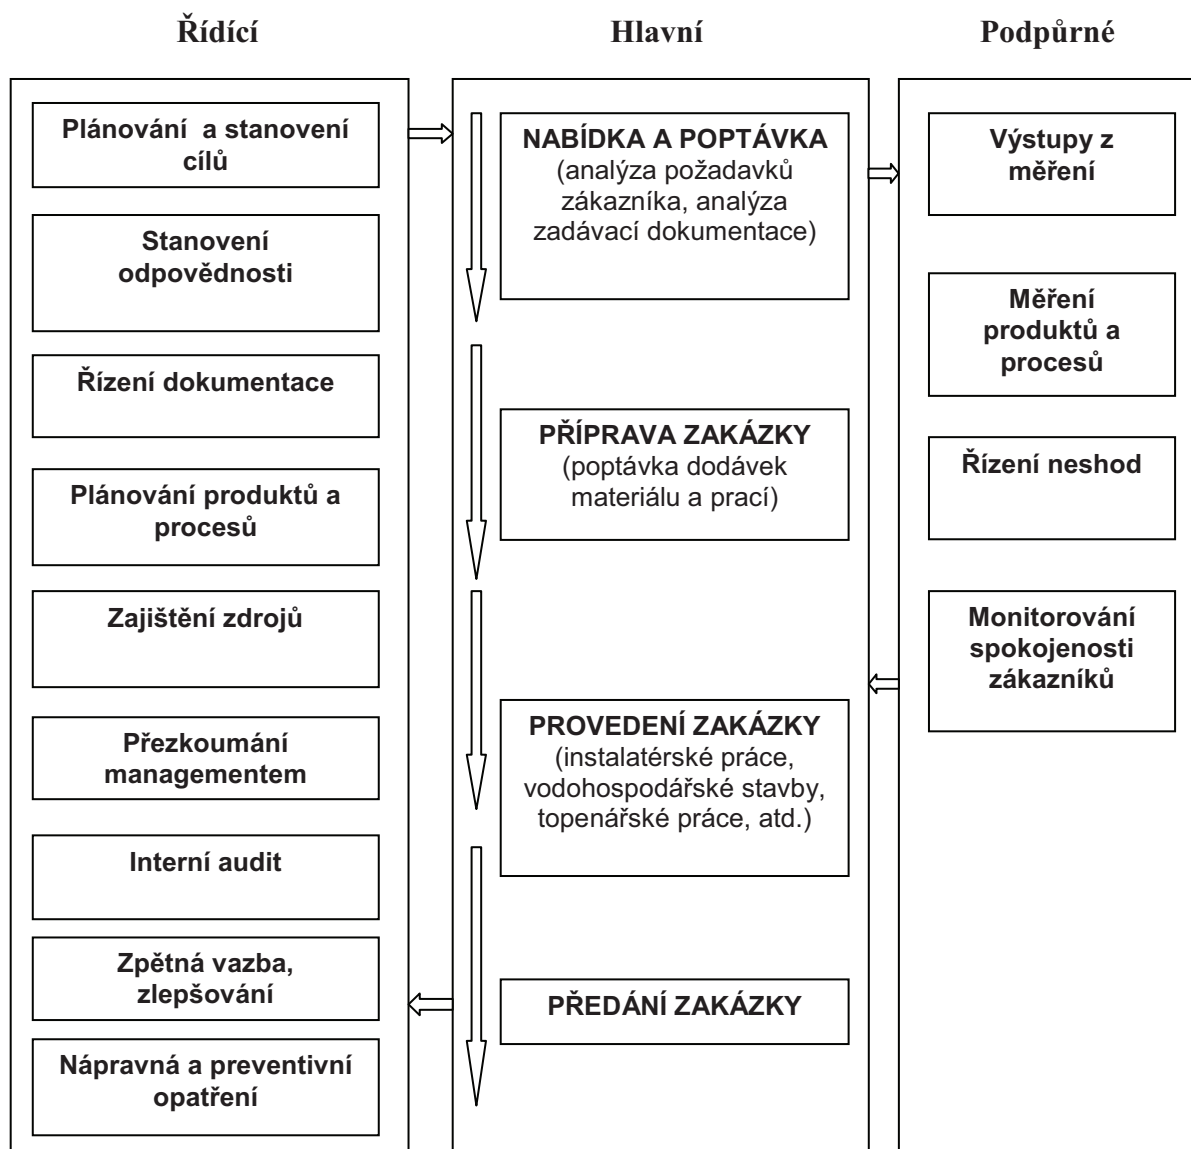 Řídící
Hlavní
Podpůrné
Plánování a stanovení
cílů
Stanovení
odpovědnosti
Řízení dokumentace
Plánování produktů a
procesů
Zajištění zdrojů
Přezkoumání
managementem
Interní audit
Zpětná vazba,
zlepšování
Nápravná a preventivní
opatření
NABÍDKA A POPTÁVKA
(analýza požadavků
zákazníka, analýza
zadávací dokumentace)
PŘÍPRAVA ZAKÁZKY
(poptávka dodávek
materiálu a prací)
PROVEDENÍ ZAKÁZKY
(instalatérské práce,
vodohospodářské stavby,
topenářské práce, atd.)
PŘEDÁNÍ ZAKÁZKY
Výstupy z
měření
Měření
produktů a
procesů
Řízení neshod
Monitorování
spokojenosti
zákazníků